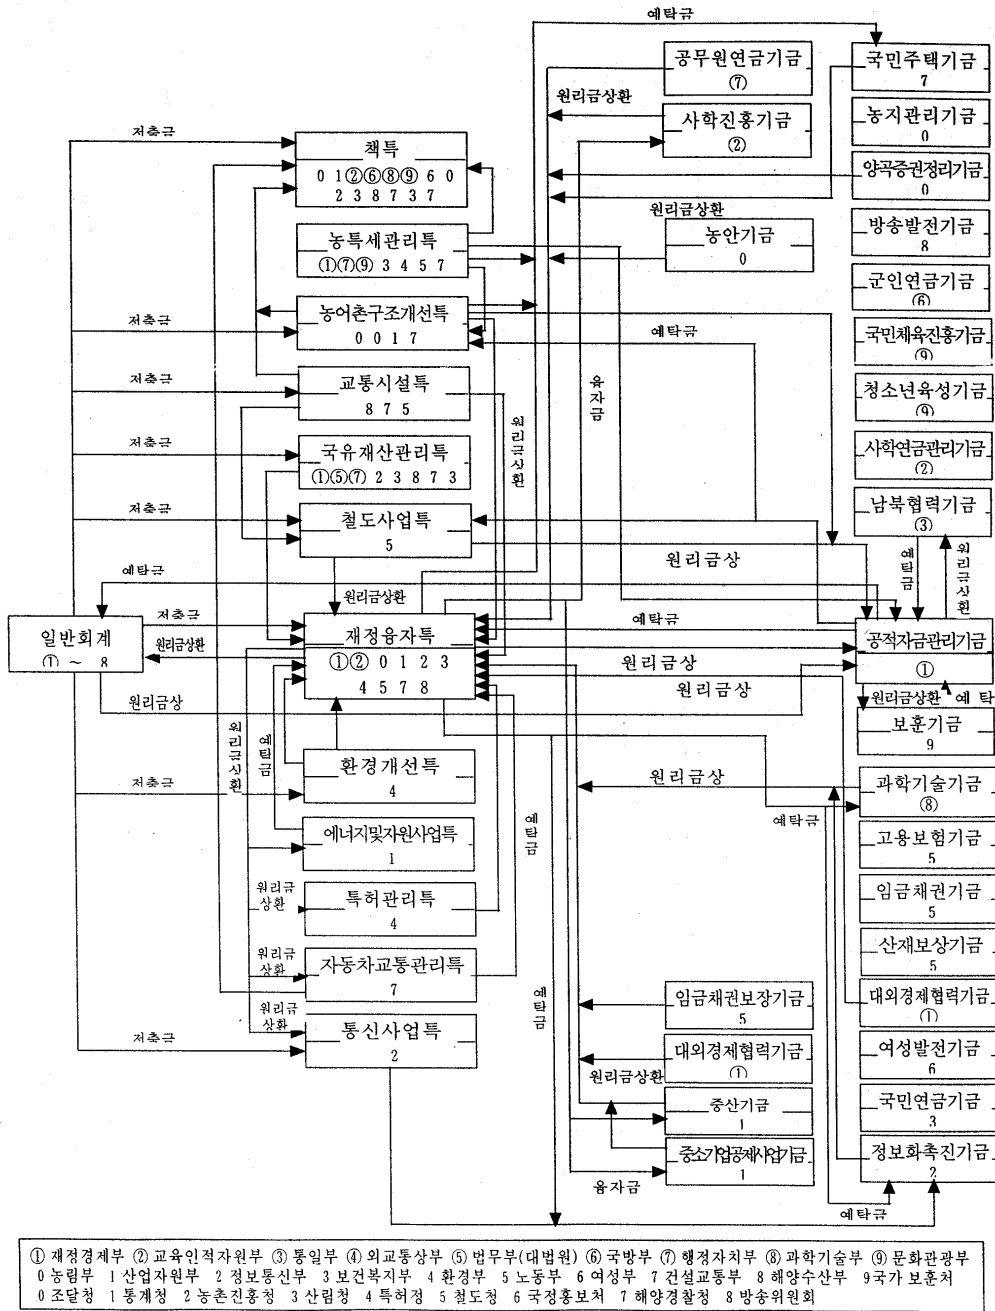 예탁금
공무원연금기금
⑦
국민주택기금
7
원리금상환
사학진흥기금
②
농지관리기금
0
저축금
책특
0 1 ② ⑥ ⑧ ⑨ 6 0
2 3 8 7 3 7
양곡증권정리기금
0
원리금상환
농안기금
0
방송발전기금
8
농특세관리특
① ⑦ ⑨ 3 4 5 7
군인연금기금
⑥
저축금
농어촌구조개선특
0 0 1 7
예탁금
국민체육진흥기금
⑨
융자금
저축금
교통시설특
8 7 5
청소년육성기금
⑨
원리금상환
저축금
국유재산관리특
① ⑤ ⑦ 2 3 8 7 3
사학연금관리기금
②
저축금
철도사업특
5
남북협력기금
③
원리금상
예탁금
원리금상환
예탁금
원리금상환
일반회계
① ~ 8
저축금
원리금상환
재정융자특
① ② 0 1 2 3
4 5 7 8
예탁금
공적자금관리기금
①
원리금상
원리금상
원리금상
원리금상환
예탁
보훈기금
9
원리금상환
예탁금
환경개선특
4
저축금
원리금상
과학기술기금
⑧
예탁금
예탁금
에너지및자원사업특
1
고용보험기금
5
원리금
상환
특허관리특
4
임금채권기금
5
원리금
상환
자동차교통관리특
7
산재보상기금
5
예탁금
임금채권보장기금
5
대외경제협력기금
①
원리금
상환
저축금
통신사업특
2
대외경제협력기금
①
여성발전기금
6
원리금상환
중산기금
1
국민연금기금
3
중소기업공제사업기금
1
정보화촉진기금
2
융자금
예탁금
① 재정경제부 ② 교육인적자원부 ③ 통일부 ④ 외교통상부 ⑤ 법무부(대법원) ⑥ 국방부 ⑦ 행정자치부 ⑧ 과학기술부 ⑨ 문화관광부
0 농림부 1 산업자원부 2 정보통신부 3 보건복지부 4 환경부 5 노동부 6 여성부 7 건설교통부 8 해양수산부 9국가 보훈처
0 조달청 1 통계청 2 농촌진흥청 3 산림청 4 특허청 5 철도청 6 국정홍보처 7 해양경찰청 8 방송위원회